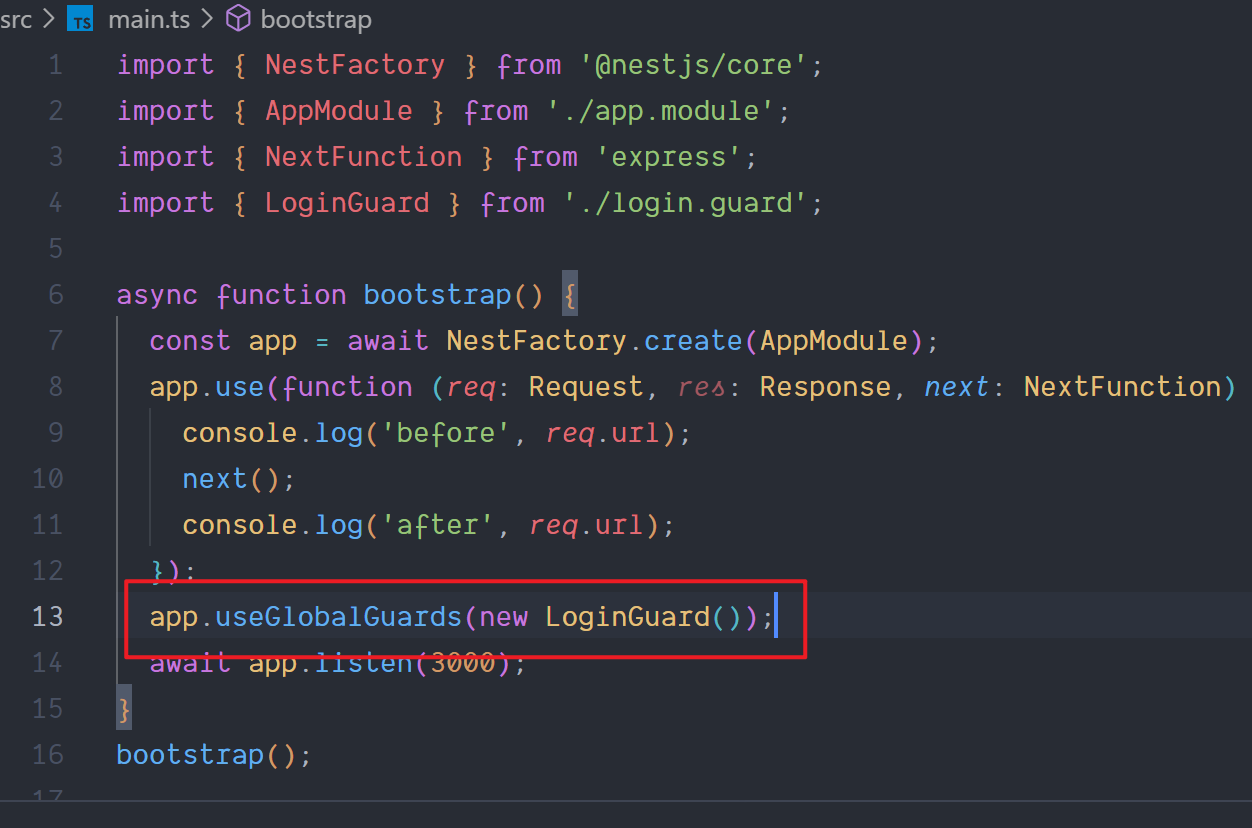 src > TS main.ts > bootstrap
1 import { NestFactory } from '@nestjs/core';
2 import { AppModule } from './app.module';
3 import { NextFunction } from 'express';
4 import { LoginGuard } from './login.guard';
5
6 async function bootstrap() {
7   const app = await NestFactory.create(AppModule);
8   app.use(function (req: Request, res: Response, next: NextFunction)
9     console.log('before', req.url);
10     next();
11     console.log('after', req.url);
12   });
13   app.useGlobalGuards(new LoginGuard());
14   await app.listen(3000);
15 }
16 bootstrap();
17